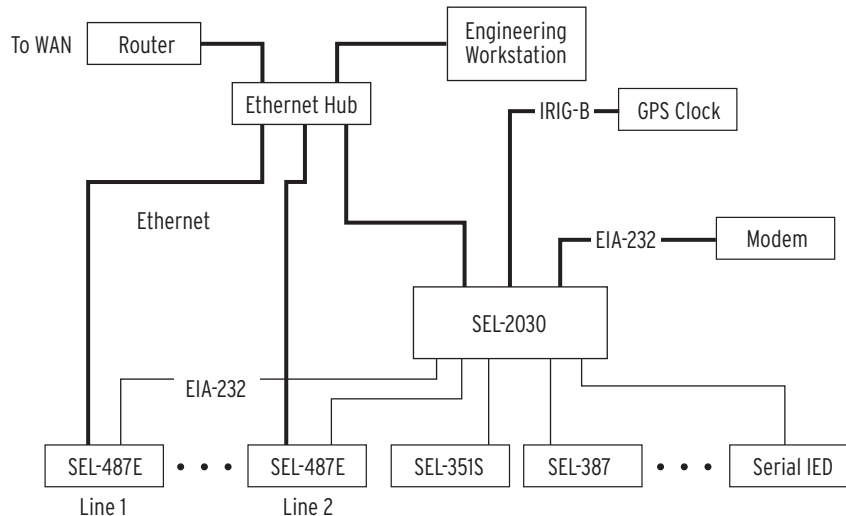 To WAN
Router
Engineering
Workstation
Ethernet Hub
IRIG-B
GPS Clock
Ethernet
EIA-232
Modem
SEL-2030
EIA-232
SEL-487E
SEL-487E
SEL-351S
SEL-387
Serial IED
Line 1
Line 2